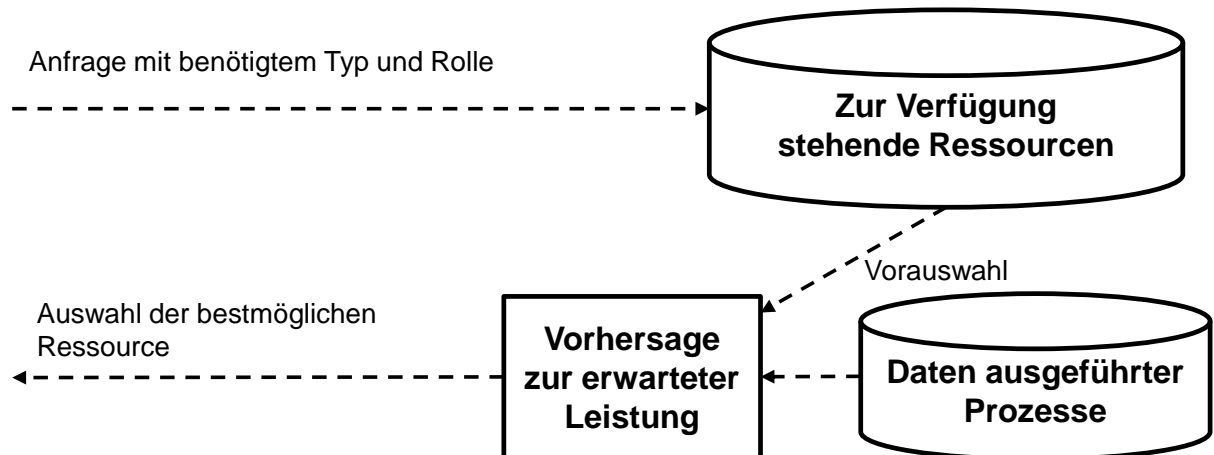 Anfrage mit benötigtem Typ und Rolle
Zur Verfügung
stehende Ressourcen
Vorauswahl
Auswahl der bestmöglichen
Ressource
Vorhersage
zur erwarteter
Leistung
Daten ausgeführter
Prozesse